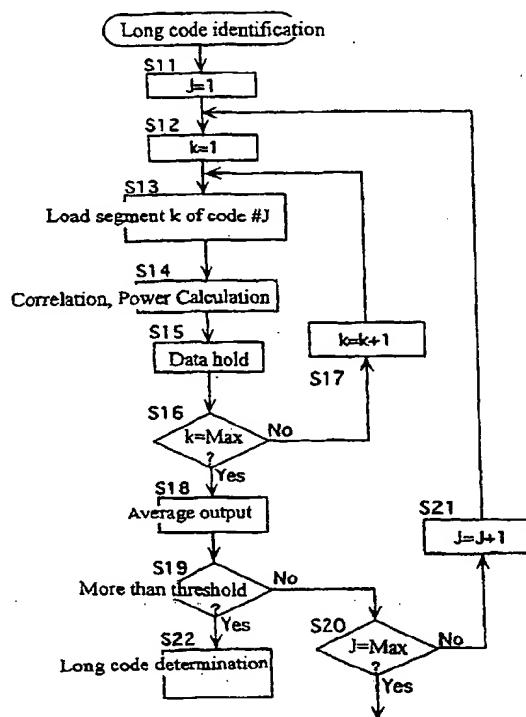 Long code identification
S11
J=1
S12
k=1
S13
Load segment k of code #J
S14
Correlation, Power Calculation
S15
Data hold
k=k+1
S17
S16
k=Max
?
No
Yes
S18
Average output
S21
J=J+1
S19
More than threshold
?
No
Yes
S20
J=Max
?
No
Yes
S22
Long code determination